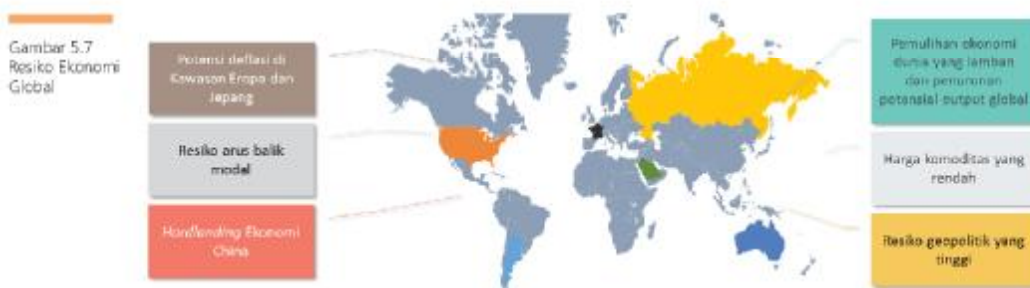 Gambar 5.7
Resiko Ekonomi
Global
Potensi deflasi di
Kawasan Eropa dan
Jepang
Resiko arus balik
modal
Hardlanding Ekonomi
China
Pemulihan ekonomi
dunia yang lamban
dan penurunan
potensial output global
Harga komoditas yang
rendah
Resiko geopolitik yang
tinggi